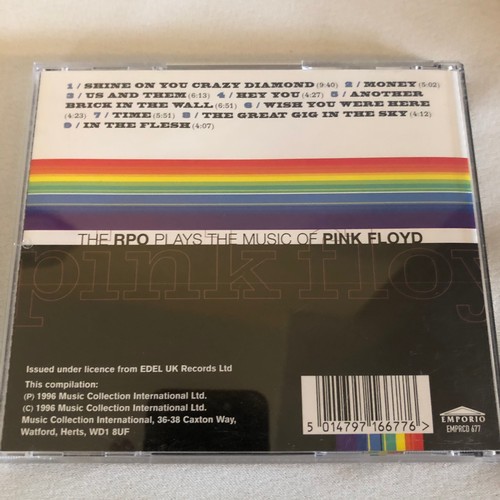 1 / SHINE ON YOU CRAZY DIAMOND (9:40) 2 / MONEY (5:02)
3 / US AND THEM (6:13) 4 / HEY YOU (4:27) 5 / ANOTHER
BRICK IN THE WALL (6:51) 6 / WISH YOU WERE HERE
(4:23) 7 / TIME (5:51) 8 / THE GREAT GIG IN THE SKY (4:12)
9 / IN THE FLESH (4:07)
THE RPO PLAYS THE MUSIC OF PINK FLOYD
pink floy
Issued under licence from EDEL UK Records Ltd
This compilation:
(P) 1996 Music Collection International Ltd.
(C) 1996 Music Collection International Ltd.
Music Collection International, 36-38 Caxton Way,
Watford, Herts, WD1 8UF
5 014797 166776 >
EMPORIO
EMPRCD 677